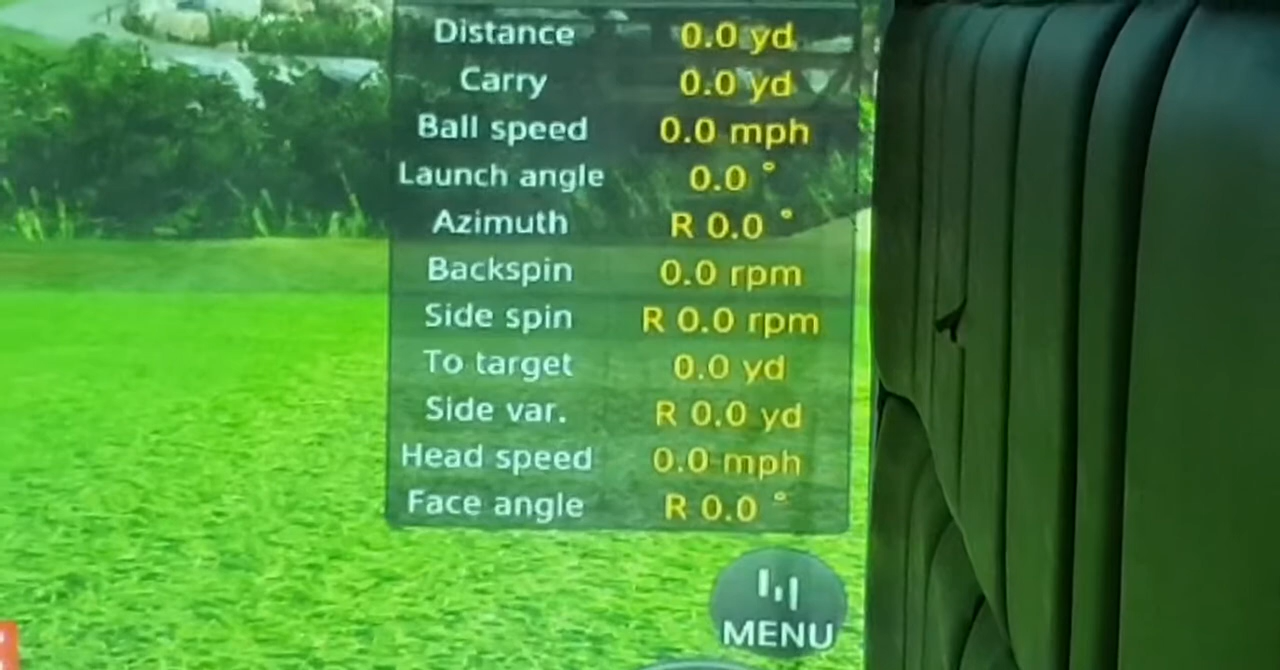 Distance 0.0 yd
Carry 0.0 yd
Ball speed 0.0 mph
Launch angle 0.0 °
Azimuth R 0.0 °
Backspin 0.0 rpm
Side spin R 0.0 rpm
To target 0.0 yd
Side var. R 0.0 yd
Head speed 0.0 mph
Face angle R 0.0 °
MENU